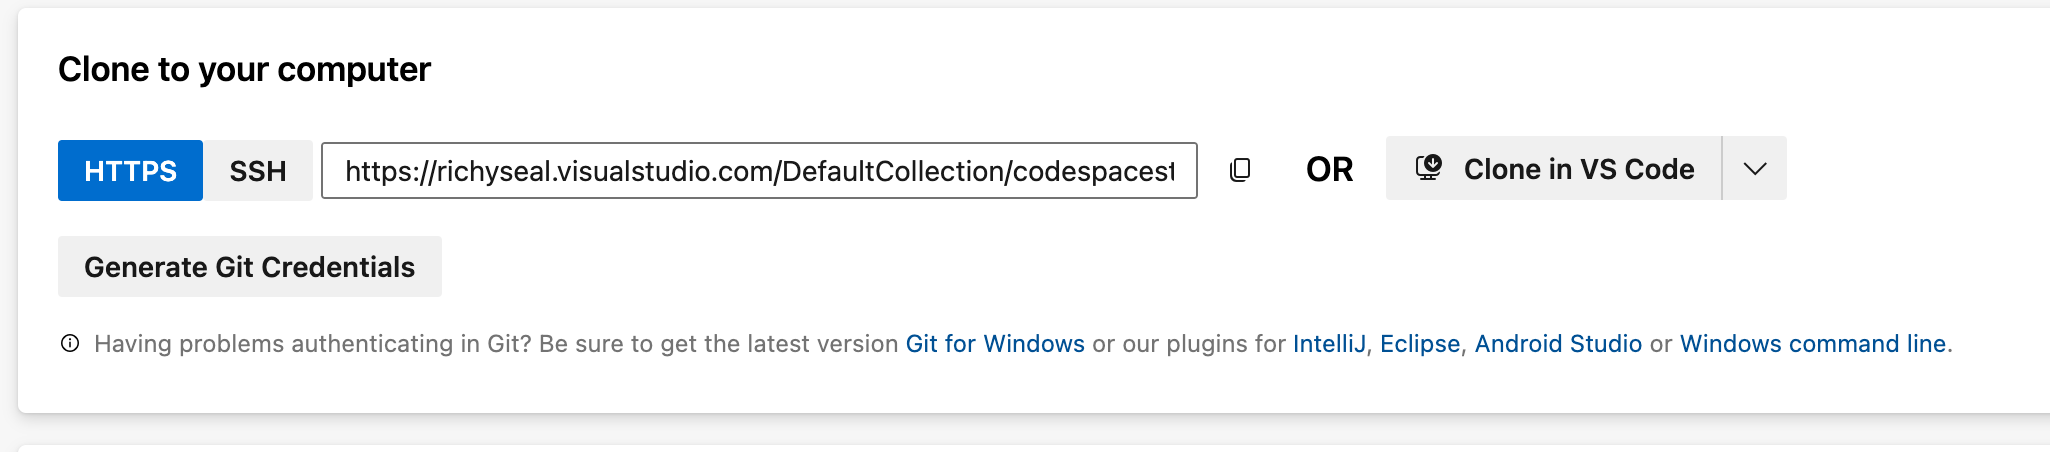 Clone to your computer
HTTPS SSH https://richyseal.visualstudio.com/DefaultCollection/codespacest OR Clone in VS Code
Generate Git Credentials
Having problems authenticating in Git? Be sure to get the latest version Git for Windows or our plugins for IntelliJ, Eclipse, Android Studio or Windows command line.